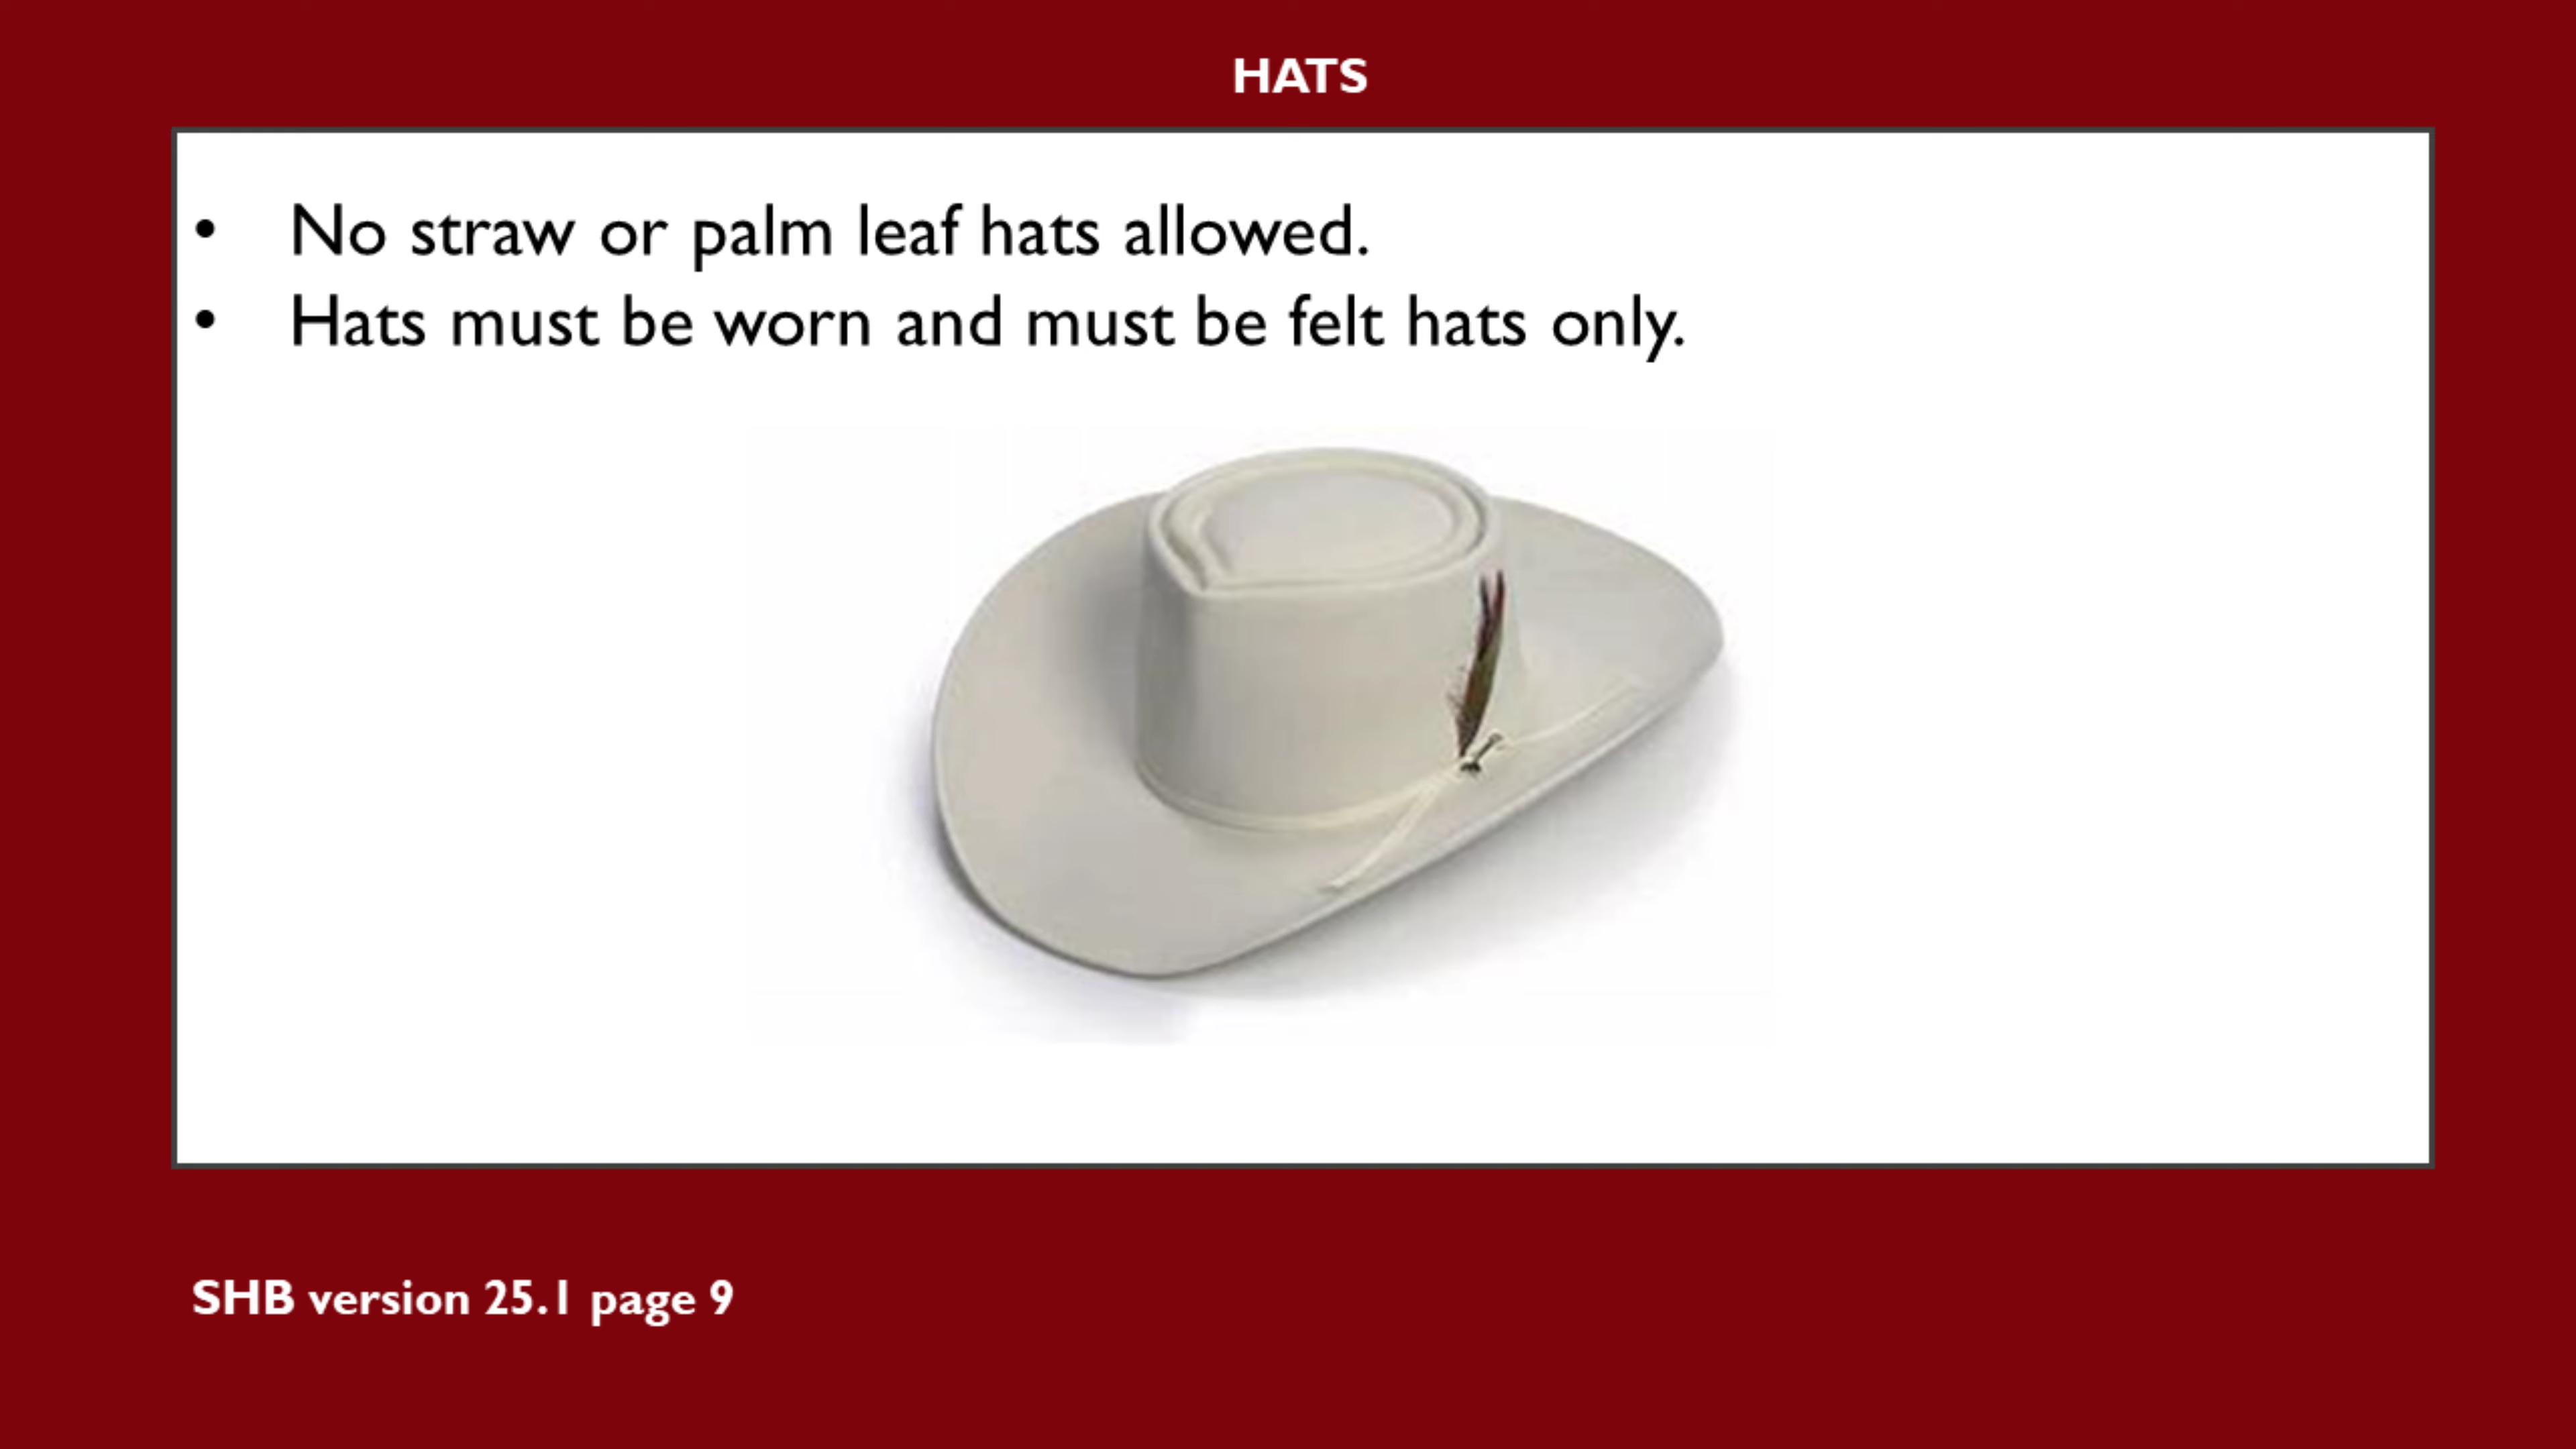 HATS
• No straw or palm leaf hats allowed.
• Hats must be worn and must be felt hats only.
SHB version 25.1 page 9